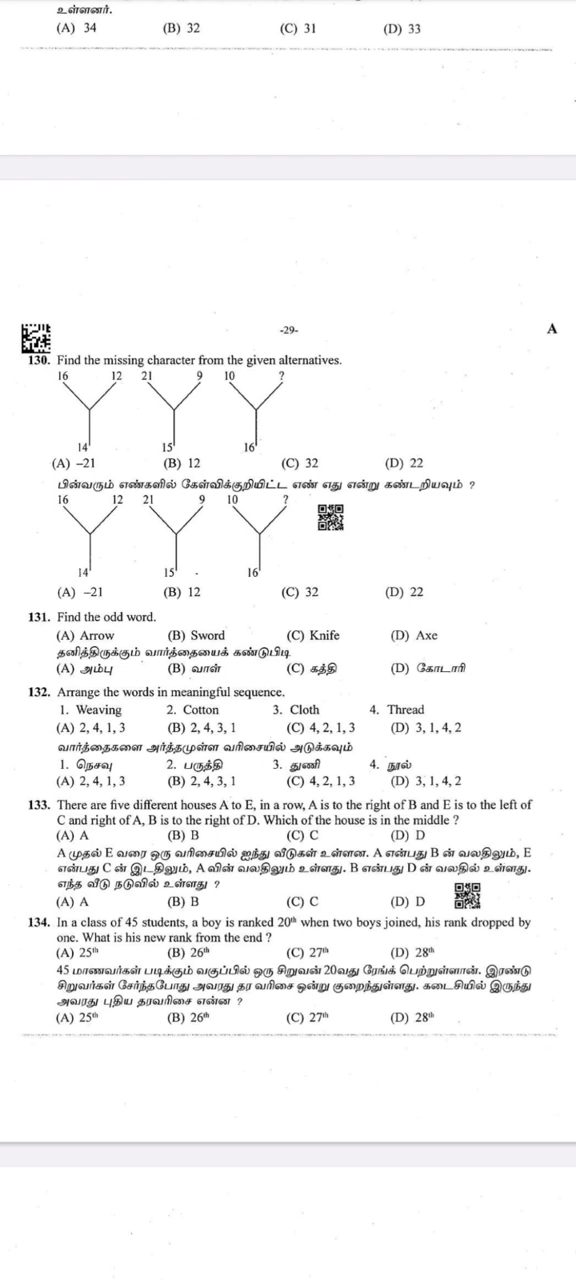 உள்ளனர்.
(A) 34 (B) 32 (C) 31 (D) 33
-29- A
130. Find the missing character from the given alternatives.
16 12 21 9 10 ?
14 15 16
(A) –21 (B) 12 (C) 32 (D) 22
பின்வரும் எண்களில் கேள்விக்குறியிட்ட எண் எது என்று கண்டறியவும் ?
16 12 21 9 10 ?
14 15 16
(A) –21 (B) 12 (C) 32 (D) 22
131. Find the odd word.
(A) Arrow (B) Sword (C) Knife (D) Axe
தனித்திருக்கும் வார்த்தையைக் கண்டுபிடி
(A) அம்பு (B) வாள் (C) கத்தி (D) கோடாரி
132. Arrange the words in meaningful sequence.
1. Weaving 2. Cotton 3. Cloth 4. Thread
(A) 2, 4, 1, 3 (B) 2, 4, 3, 1 (C) 4, 2, 1, 3 (D) 3, 1, 4, 2
வார்த்தைகளை அர்த்தமுள்ள வரிசையில் அடுக்கவும்
1. நெசவு 2. பருத்தி 3. துணி 4. நூல்
(A) 2, 4, 1, 3 (B) 2, 4, 3, 1 (C) 4, 2, 1, 3 (D) 3, 1, 4, 2
133. There are five different houses A to E, in a row, A is to the right of B and E is to the left of
C and right of A, B is to the right of D. Which of the house is in the middle ?
(A) A (B) B (C) C (D) D
A முதல் E வரை ஒரு வரிசையில் ஐந்து வீடுகள் உள்ளன. A என்பது B ன் வலதிலும், E
என்பது C ன் இடதிலும், A வின் வலதிலும் உள்ளது. B என்பது D ன் வலதில் உள்ளது.
எந்த வீடு நடுவில் உள்ளது ?
(A) A (B) B (C) C (D) D
134. In a class of 45 students, a boy is ranked 20th when two boys joined, his rank dropped by
one. What is his new rank from the end ?
(A) 25th (B) 26th (C) 27th (D) 28th
45 மாணவர்கள் படிக்கும் வகுப்பில் ஒரு சிறுவன் 20வது ரேங்க் பெற்றுள்ளான். இரண்டு
சிறுவர்கள் சேர்ந்தபோது அவரது தர வரிசை ஒன்று குறைந்துள்ளது. கடைசியில் இருந்து
அவரது புதிய தரவரிசை என்ன ?
(A) 25th (B) 26th (C) 27th (D) 28th